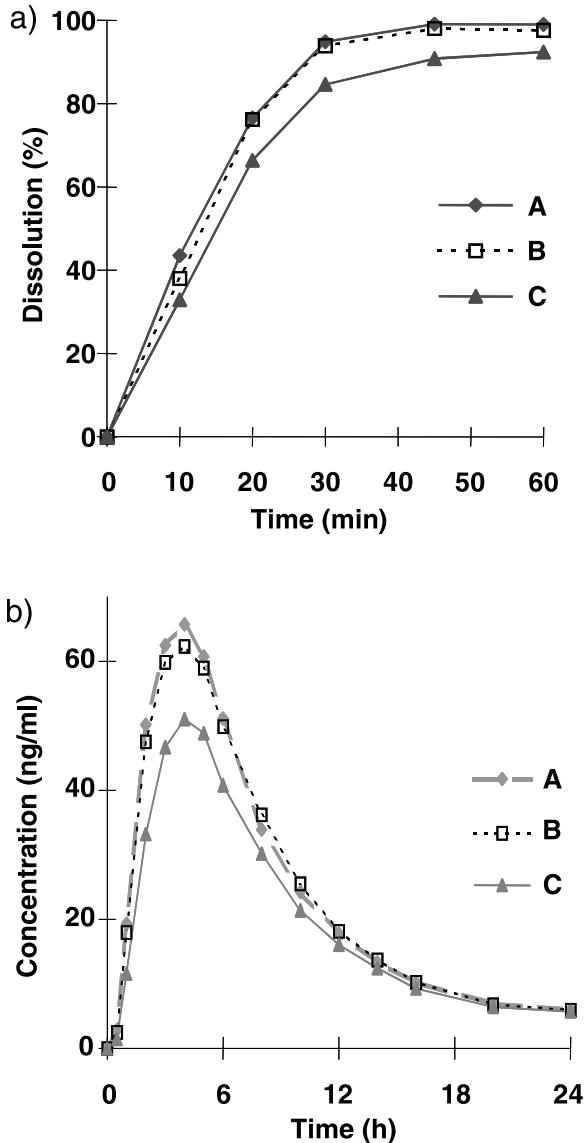 a)
100
80
60
40
20
0
Dissolution (%)
A
B
C
0 10 20 30 40 50 60
Time (min)
b)
60
40
20
0
Concentration (ng/ml)
A
B
C
0 6 12 18 24
Time (h)